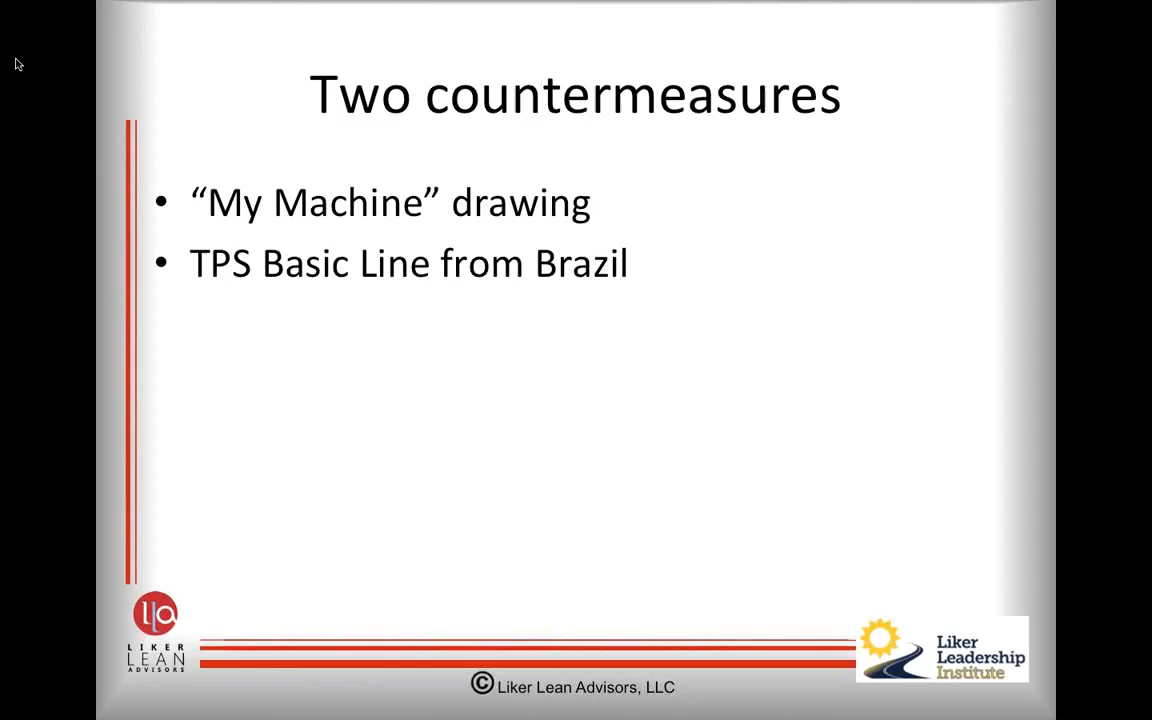 Two countermeasures
• “My Machine” drawing
• TPS Basic Line from Brazil
lla
LIKER
LEAN
ADVISORS
Liker
Leadership
Institute
© Liker Lean Advisors, LLC